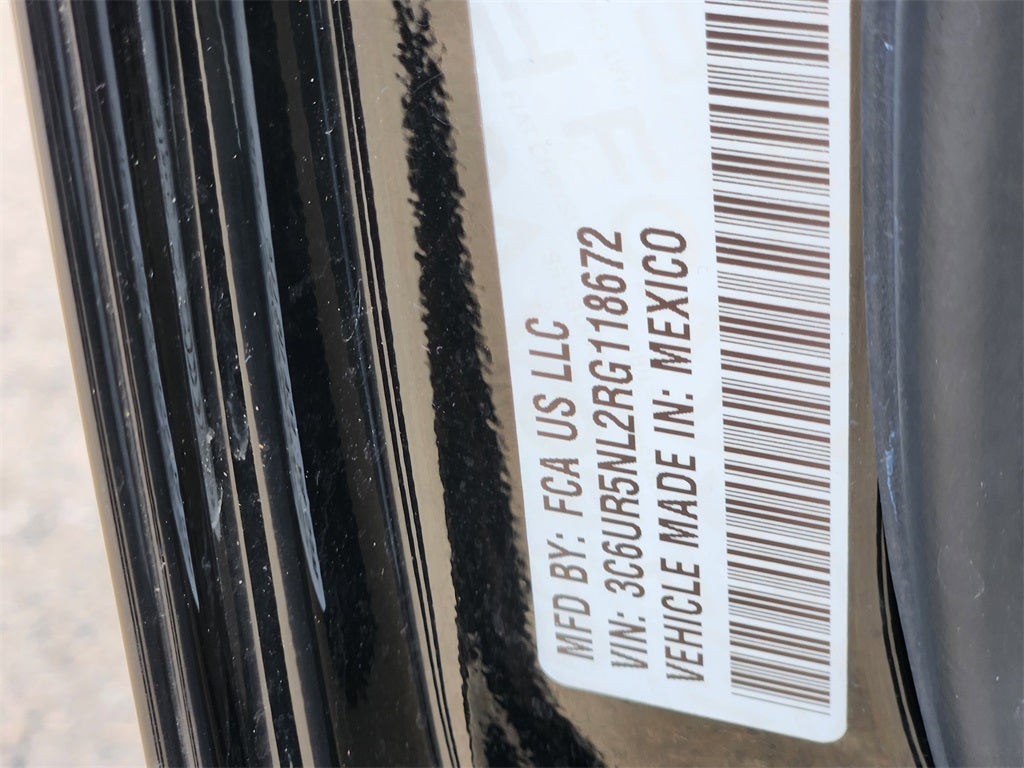 MFD BY: FCA US LLC
VIN: 3C6UR5NL2RG118672
VEHICLE MADE IN: MEXICO